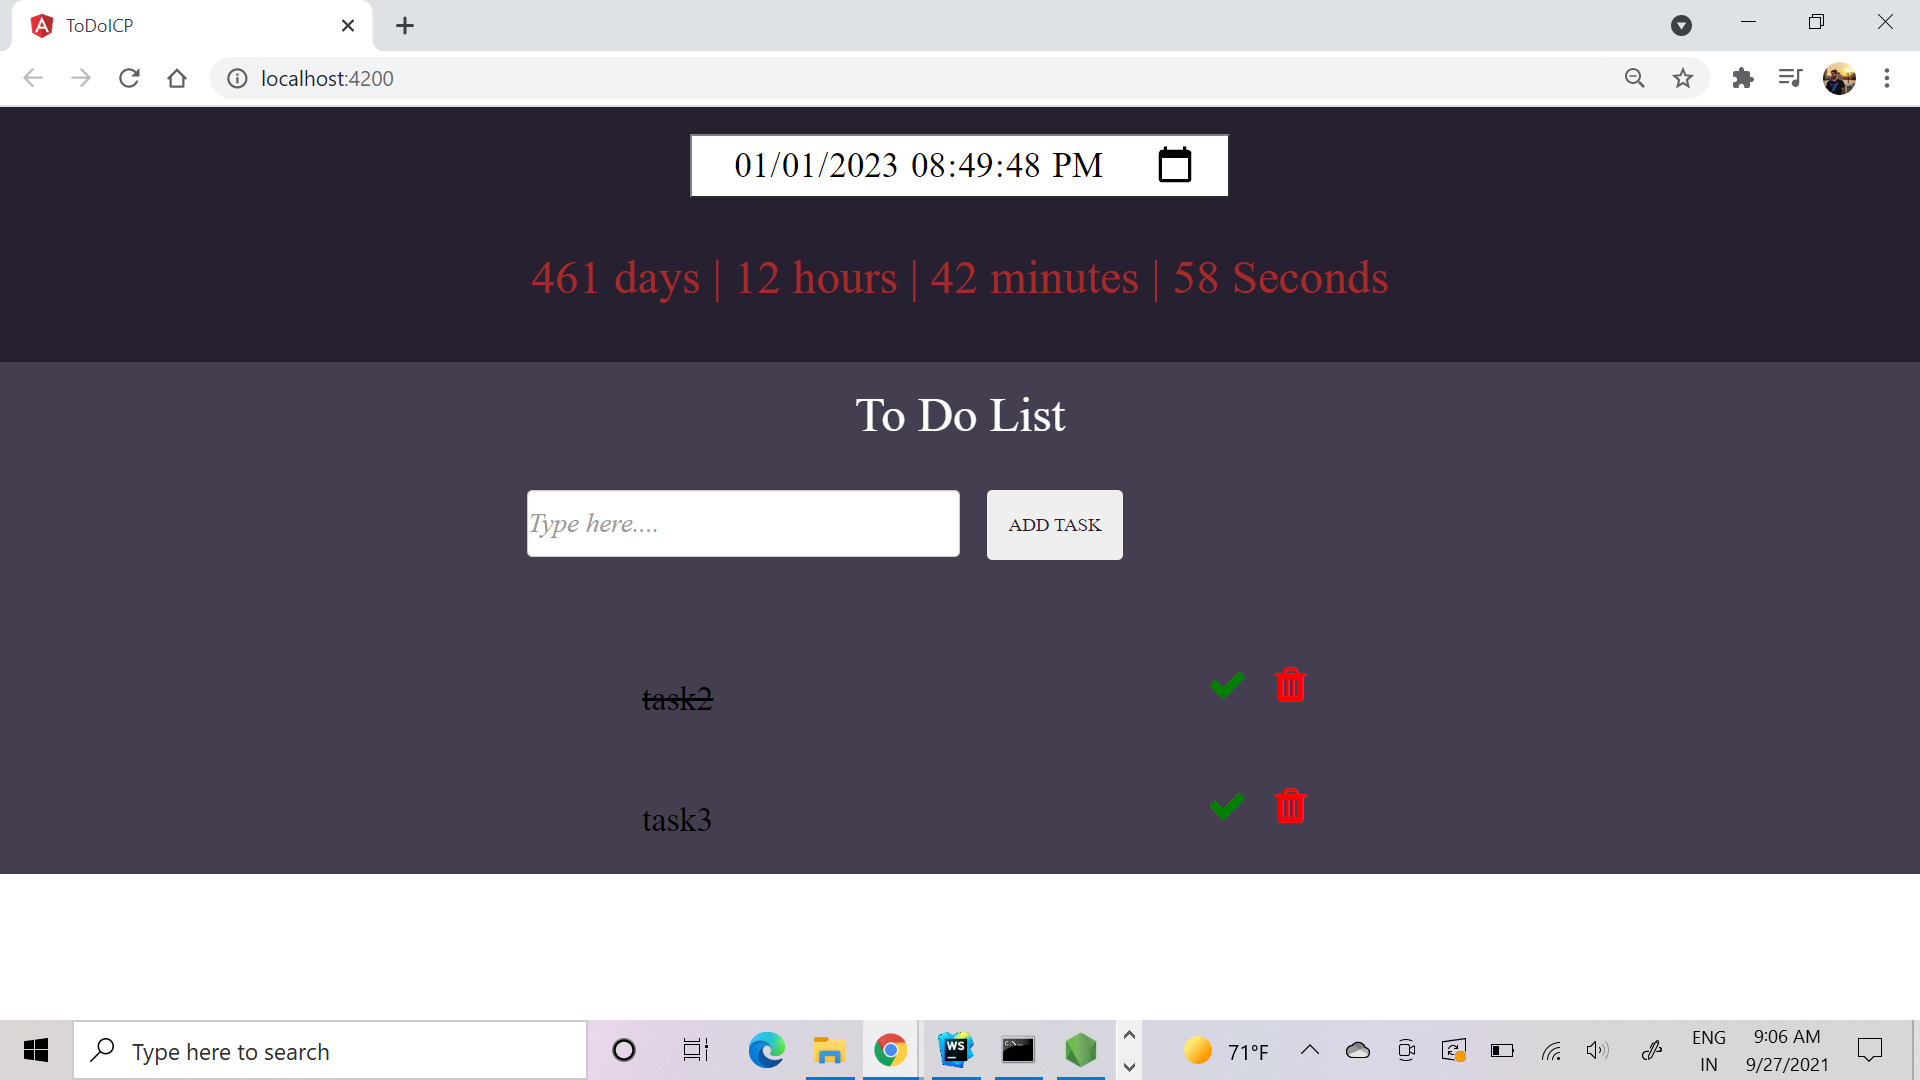 ToDoICP
localhost:4200
01/01/2023 08:49:48 PM
461 days | 12 hours | 42 minutes | 58 Seconds
To Do List
Type here....
ADD TASK
task2
task3
Type here to search
WS
C:\_
71°F
ENG
IN
9:06 AM
9/27/2021